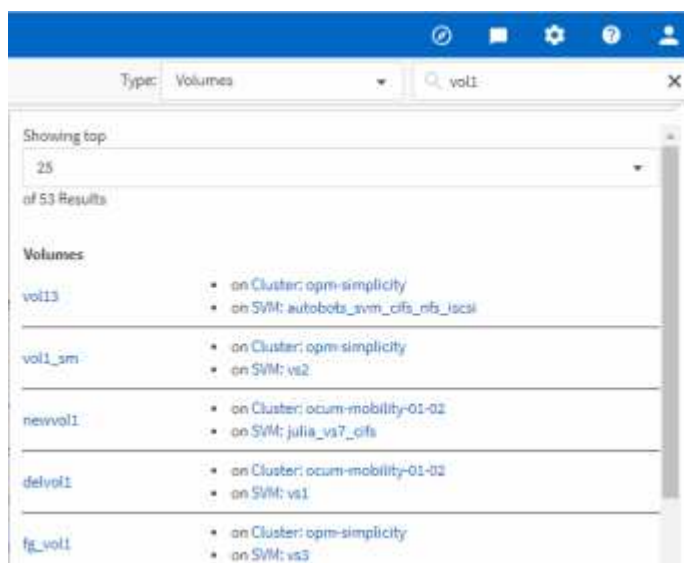 Type: Volumes vol1
Showing top
25
of 53 Results
Volumes
vol13
on Cluster: opm-simplicity
on SVM: autobots_svm_cifs_nfs_iscsi
vol1_sm
on Cluster: opm-simplicity
on SVM: vs2
newvol1
on Cluster: ocum-mobility-01-02
on SVM: julia_vs7_cifs
delvol1
on Cluster: ocum-mobility-01-02
on SVM: vs1
fg_vol1
on Cluster: opm-simplicity
on SVM: vs3